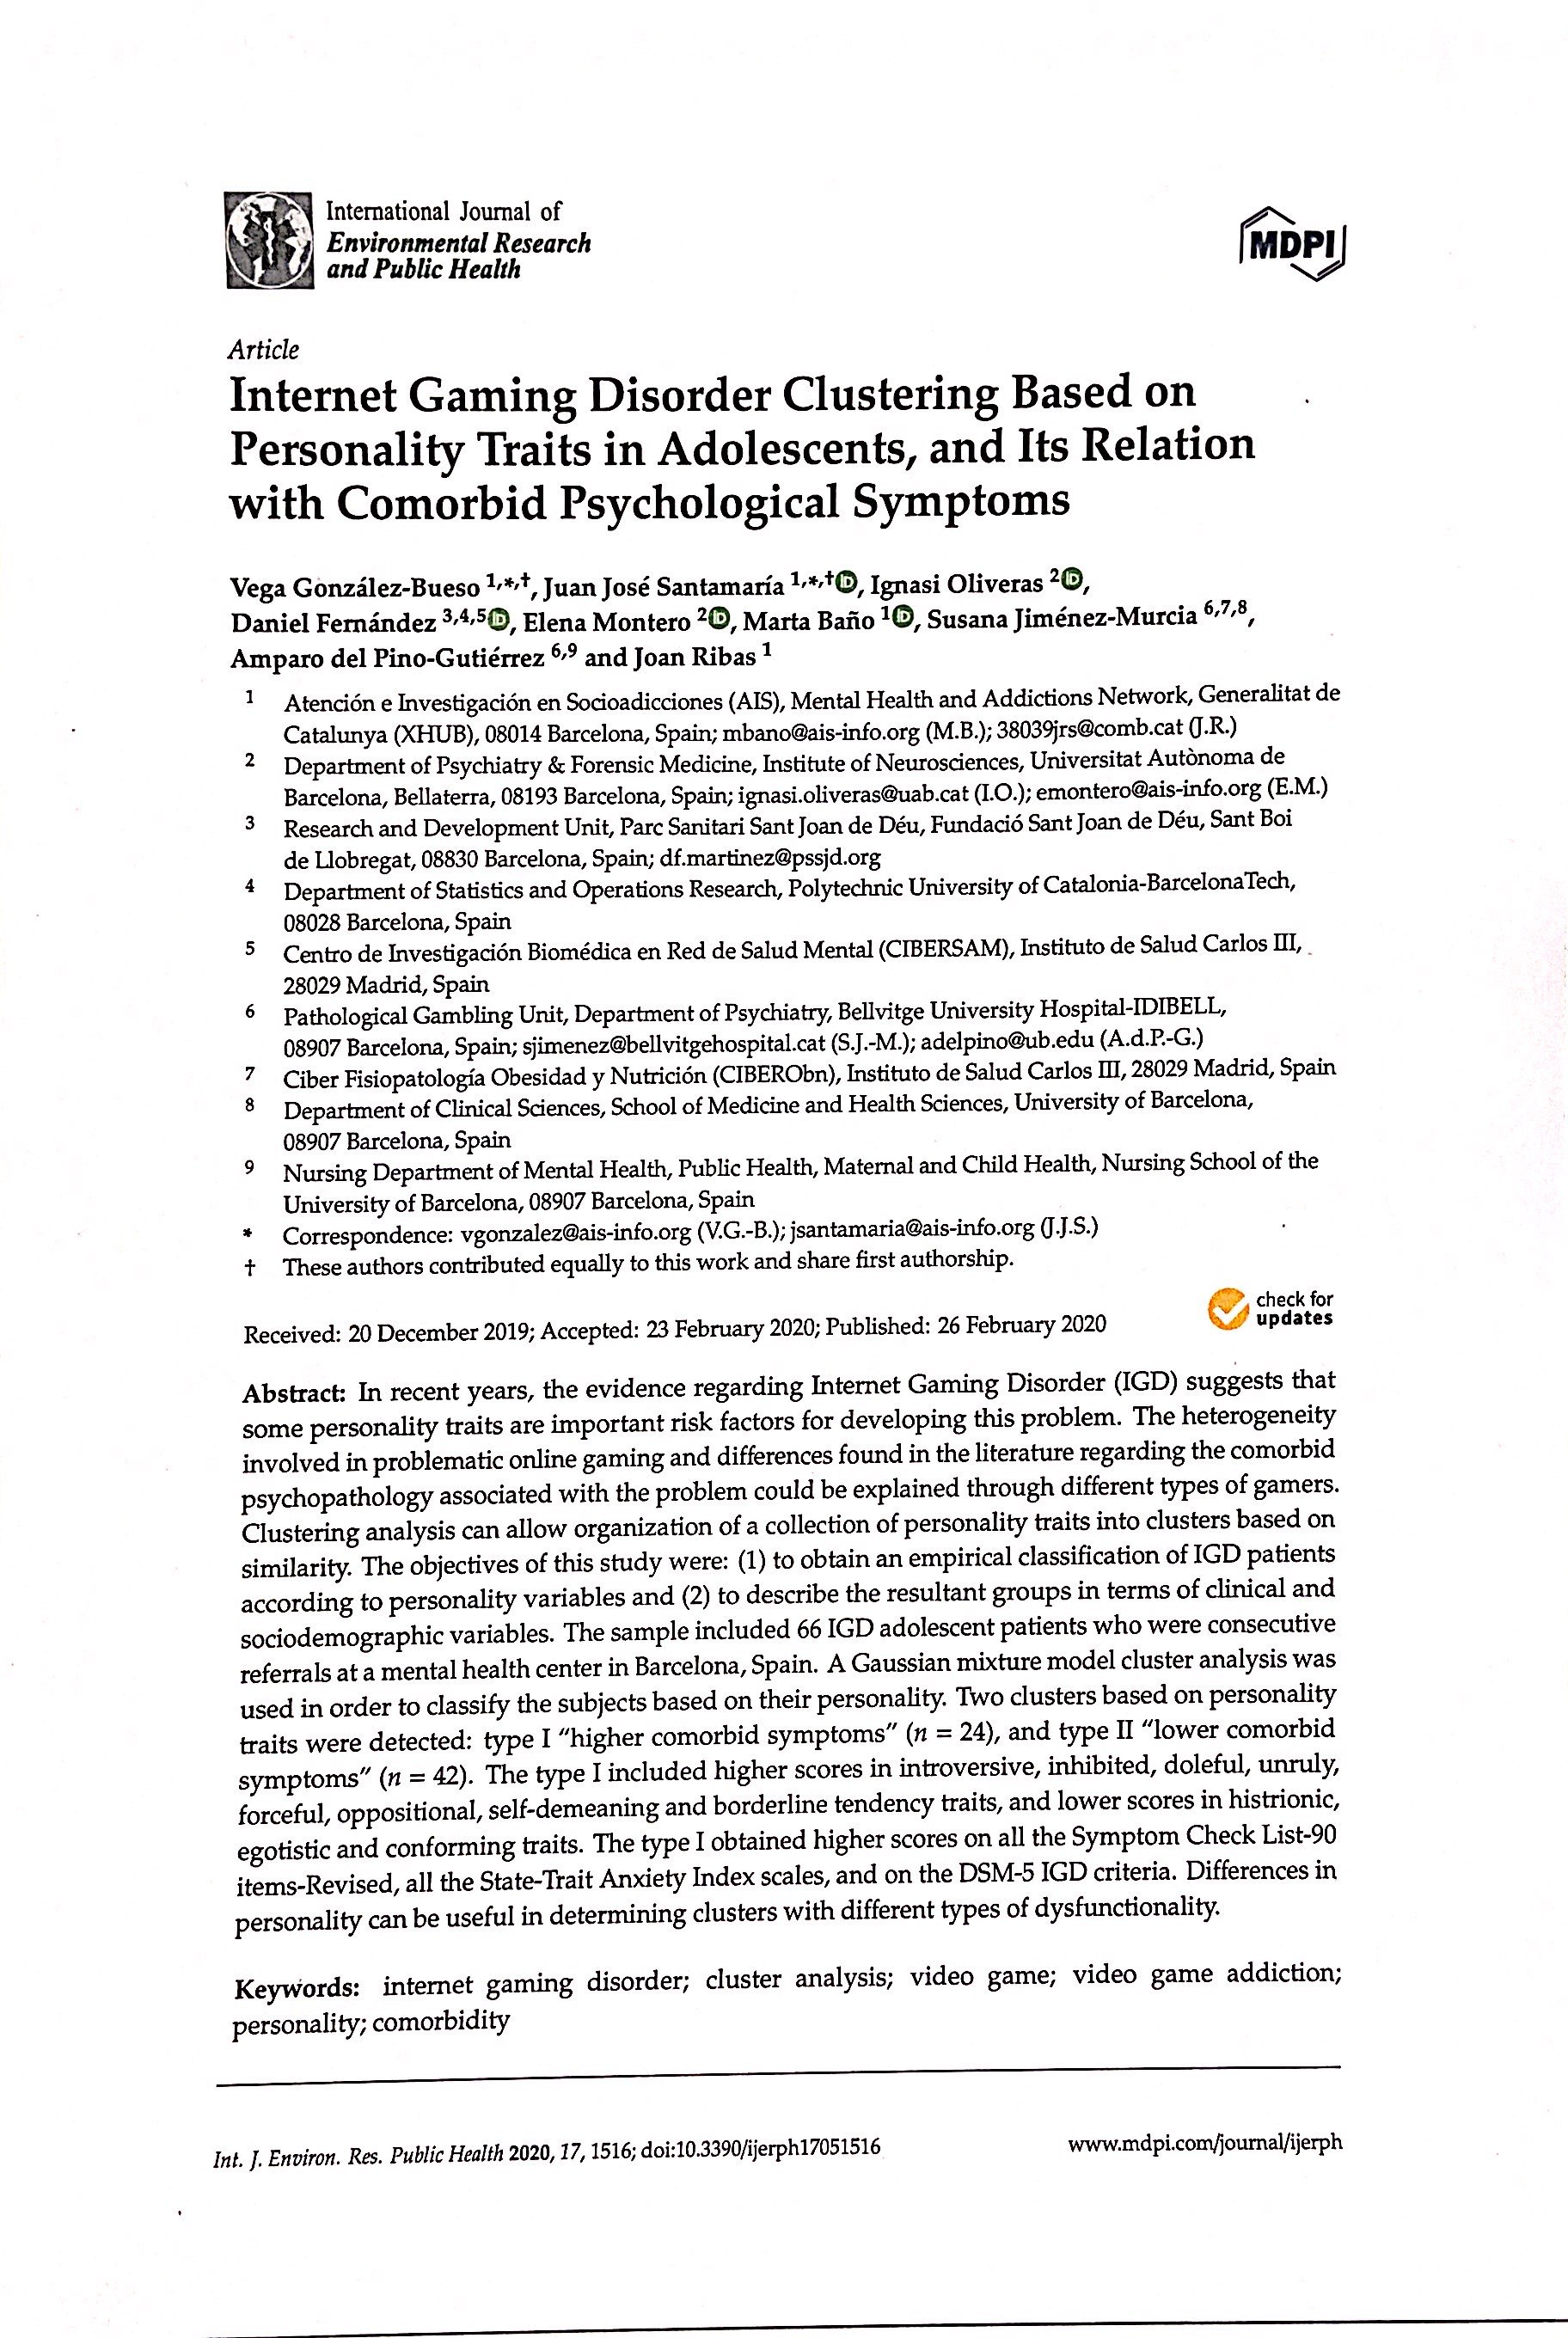 International Journal of
Environmental Research
and Public Health
MDPI
Article
Internet Gaming Disorder Clustering Based on
Personality Traits in Adolescents, and Its Relation
with Comorbid Psychological Symptoms
Vega González-Bueso 1,*,†, Juan José Santamaría 1,*,† iD, Ignasi Oliveras 2 iD,
Daniel Fernández 3,4,5 iD, Elena Montero 2 iD, Marta Baño 1 iD, Susana Jiménez-Murcia 6,7,8,
Amparo del Pino-Gutiérrez 6,9 and Joan Ribas 1
1 Atención e Investigación en Socioadicciones (AIS), Mental Health and Addictions Network, Generalitat de
Catalunya (XHUB), 08014 Barcelona, Spain; mbano@ais-info.org (M.B.); 38039jrs@comb.cat (J.R.)
2 Department of Psychiatry & Forensic Medicine, Institute of Neurosciences, Universitat Autònoma de
Barcelona, Bellaterra, 08193 Barcelona, Spain; ignasi.oliveras@uab.cat (I.O.); emontero@ais-info.org (E.M.)
3 Research and Development Unit, Parc Sanitari Sant Joan de Déu, Fundació Sant Joan de Déu, Sant Boi
de Llobregat, 08830 Barcelona, Spain; df.martinez@pssjd.org
4 Department of Statistics and Operations Research, Polytechnic University of Catalonia-BarcelonaTech,
08028 Barcelona, Spain
5 Centro de Investigación Biomédica en Red de Salud Mental (CIBERSAM), Instituto de Salud Carlos III,
28029 Madrid, Spain
6 Pathological Gambling Unit, Department of Psychiatry, Bellvitge University Hospital-IDIBELL,
08907 Barcelona, Spain; sjimenez@bellvitgehospital.cat (S.J.-M.); adelpino@ub.edu (A.d.P.-G.)
7 Ciber Fisiopatología Obesidad y Nutrición (CIBERObn), Instituto de Salud Carlos III, 28029 Madrid, Spain
8 Department of Clinical Sciences, School of Medicine and Health Sciences, University of Barcelona,
08907 Barcelona, Spain
9 Nursing Department of Mental Health, Public Health, Maternal and Child Health, Nursing School of the
University of Barcelona, 08907 Barcelona, Spain
* Correspondence: vgonzalez@ais-info.org (V.G.-B.); jsantamaria@ais-info.org (J.J.S.)
† These authors contributed equally to this work and share first authorship.
check for
updates
Received: 20 December 2019; Accepted: 23 February 2020; Published: 26 February 2020
Abstract: In recent years, the evidence regarding Internet Gaming Disorder (IGD) suggests that
some personality traits are important risk factors for developing this problem. The heterogeneity
involved in problematic online gaming and differences found in the literature regarding the comorbid
psychopathology associated with the problem could be explained through different types of gamers.
Clustering analysis can allow organization of a collection of personality traits into clusters based on
similarity. The objectives of this study were: (1) to obtain an empirical classification of IGD patients
according to personality variables and (2) to describe the resultant groups in terms of clinical and
sociodemographic variables. The sample included 66 IGD adolescent patients who were consecutive
referrals at a mental health center in Barcelona, Spain. A Gaussian mixture model cluster analysis was
used in order to classify the subjects based on their personality. Two clusters based on personality
traits were detected: type I "higher comorbid symptoms" (n = 24), and type II "lower comorbid
symptoms" (n = 42). The type I included higher scores in introversive, inhibited, doleful, unruly,
forceful, oppositional, self-demeaning and borderline tendency traits, and lower scores in histrionic,
egotistic and conforming traits. The type I obtained higher scores on all the Symptom Check List-90
items-Revised, all the State-Trait Anxiety Index scales, and on the DSM-5 IGD criteria. Differences in
personality can be useful in determining clusters with different types of dysfunctionality.
Keywords: internet gaming disorder; cluster analysis; video game; video game addiction;
personality; comorbidity
Int. J. Environ. Res. Public Health 2020, 17, 1516; doi:10.3390/ijerph17051516
www.mdpi.com/journal/ijerph